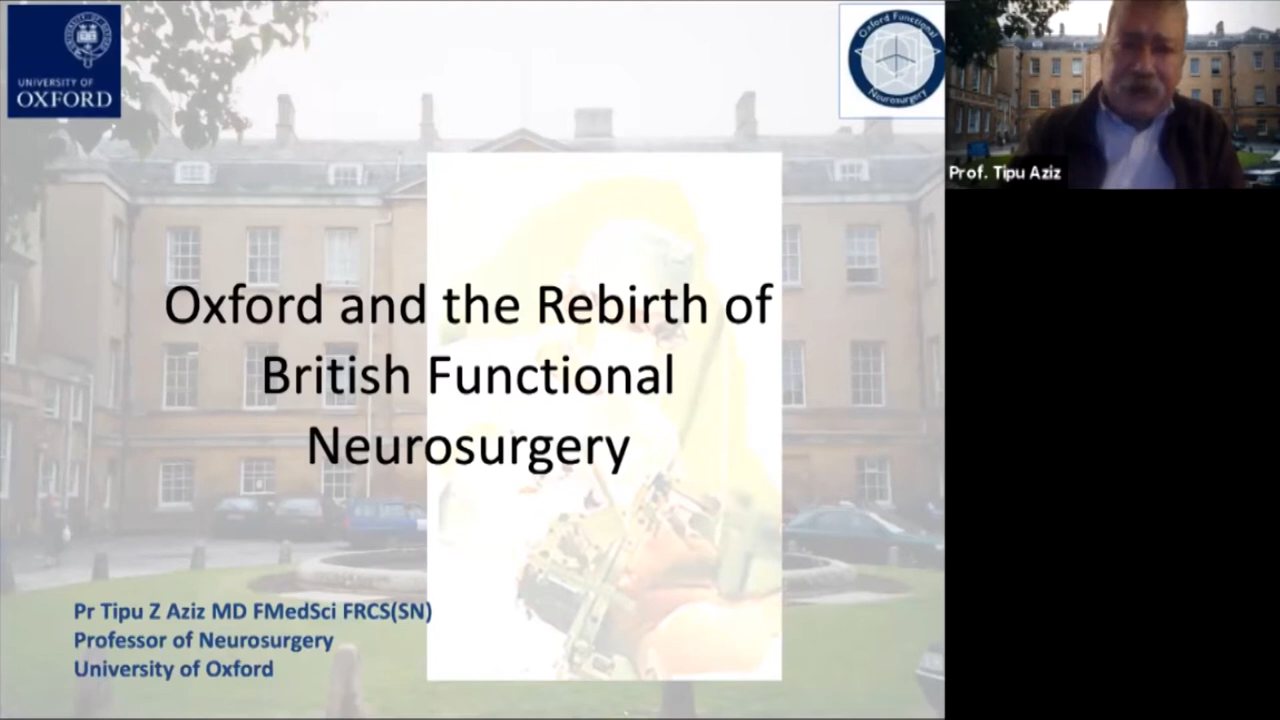 UNIVERSITY OF
OXFORD
Oxford Functional
Neurosurgery
Prof. Tipu Aziz
Oxford and the Rebirth of
British Functional
Neurosurgery
Pr Tipu Z Aziz MD FMedSci FRCS(SN)
Professor of Neurosurgery
University of Oxford